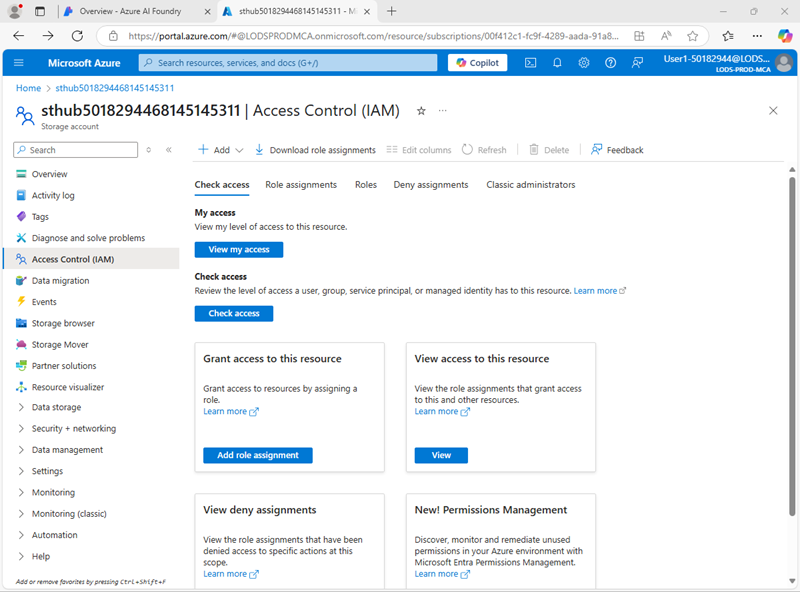 Overview - Azure AI Foundry
sthub5018294468145145311 - M
https://portal.azure.com/#@LODSPRODMCA.onmicrosoft.com/resource/subscriptions/00f412c1-fc9f-4289-aada-91a8...
Microsoft Azure
Search resources, services, and docs (G+/)
Copilot
User1-50182944@LODS...
LODS-PROD-MCA
Home > sthub5018294468145145311
sthub5018294468145145311 | Access Control (IAM)
Storage account
Search
Add
Download role assignments
Edit columns
Refresh
Delete
Feedback
Overview
Activity log
Tags
Diagnose and solve problems
Access Control (IAM)
Data migration
Events
Storage browser
Storage Mover
Partner solutions
Resource visualizer
Data storage
Security + networking
Data management
Settings
Monitoring
Monitoring (classic)
Automation
Help
Add or remove favorites by pressing Ctrl+Shift+F
Check access
Role assignments
Roles
Deny assignments
Classic administrators
My access
View my level of access to this resource.
View my access
Check access
Review the level of access a user, group, service principal, or managed identity has to this resource. Learn more
Check access
Grant access to this resource
Grant access to resources by assigning a
role.
Learn more
Add role assignment
View access to this resource
View the role assignments that grant access
to this and other resources.
Learn more
View
View deny assignments
View the role assignments that have been
denied access to specific actions at this
scope.
Learn more
New! Permissions Management
Discover, monitor and remediate unused
permissions in your Azure environment with
Microsoft Entra Permissions Management.
Learn more